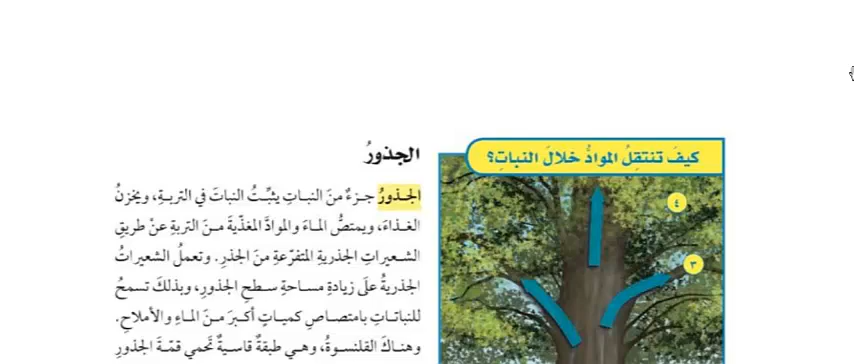 كيفَ تنتقِلُ الموادُّ خلالَ النباتِ؟
٤
٣
الجذورُ
الجذورُ جزءٌ منَ النباتِ يثبِّتُ النباتَ في التربةِ، ويخزنُ
الغذاءَ، ويمتصُّ الماءَ والموادَّ المغذّيةَ منَ التربةِ عنْ طريقِ
الشعيراتِ الجذريةِ المتفرّعةِ منَ الجذرِ. وتعملُ الشعيراتُ
الجذريةُ علَى زيادةِ مساحةِ سطحِ الجذورِ، وبذلكَ تسمحُ
للنباتاتِ بامتصاصِ كمياتٍ أكبرَ منَ الماءِ والأملاحِ.
وهناكَ القلنسوةُ، وهي طبقةٌ قاسيةٌ تحمي قمّةَ الجذورِ